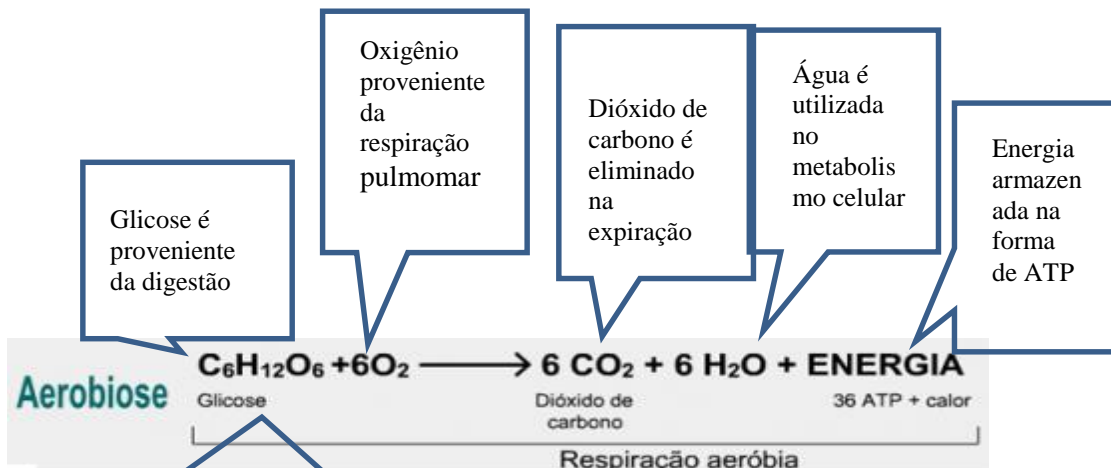 Glicose é
proveniente
da digestão
Oxigênio
proveniente
da
respiração
pulmomar
Dióxido de
carbono é
eliminado
na
expiração
Água é
utilizada
no
metabolis
mo celular
Energia
armazen
ada na
forma
de ATP
Aerobiose
C₆H₁₂O₆ +6O₂ ⟶ 6 CO₂ + 6 H₂O + ENERGIA
Glicose
Dióxido de
carbono
36 ATP + calor
Respiração aeróbia